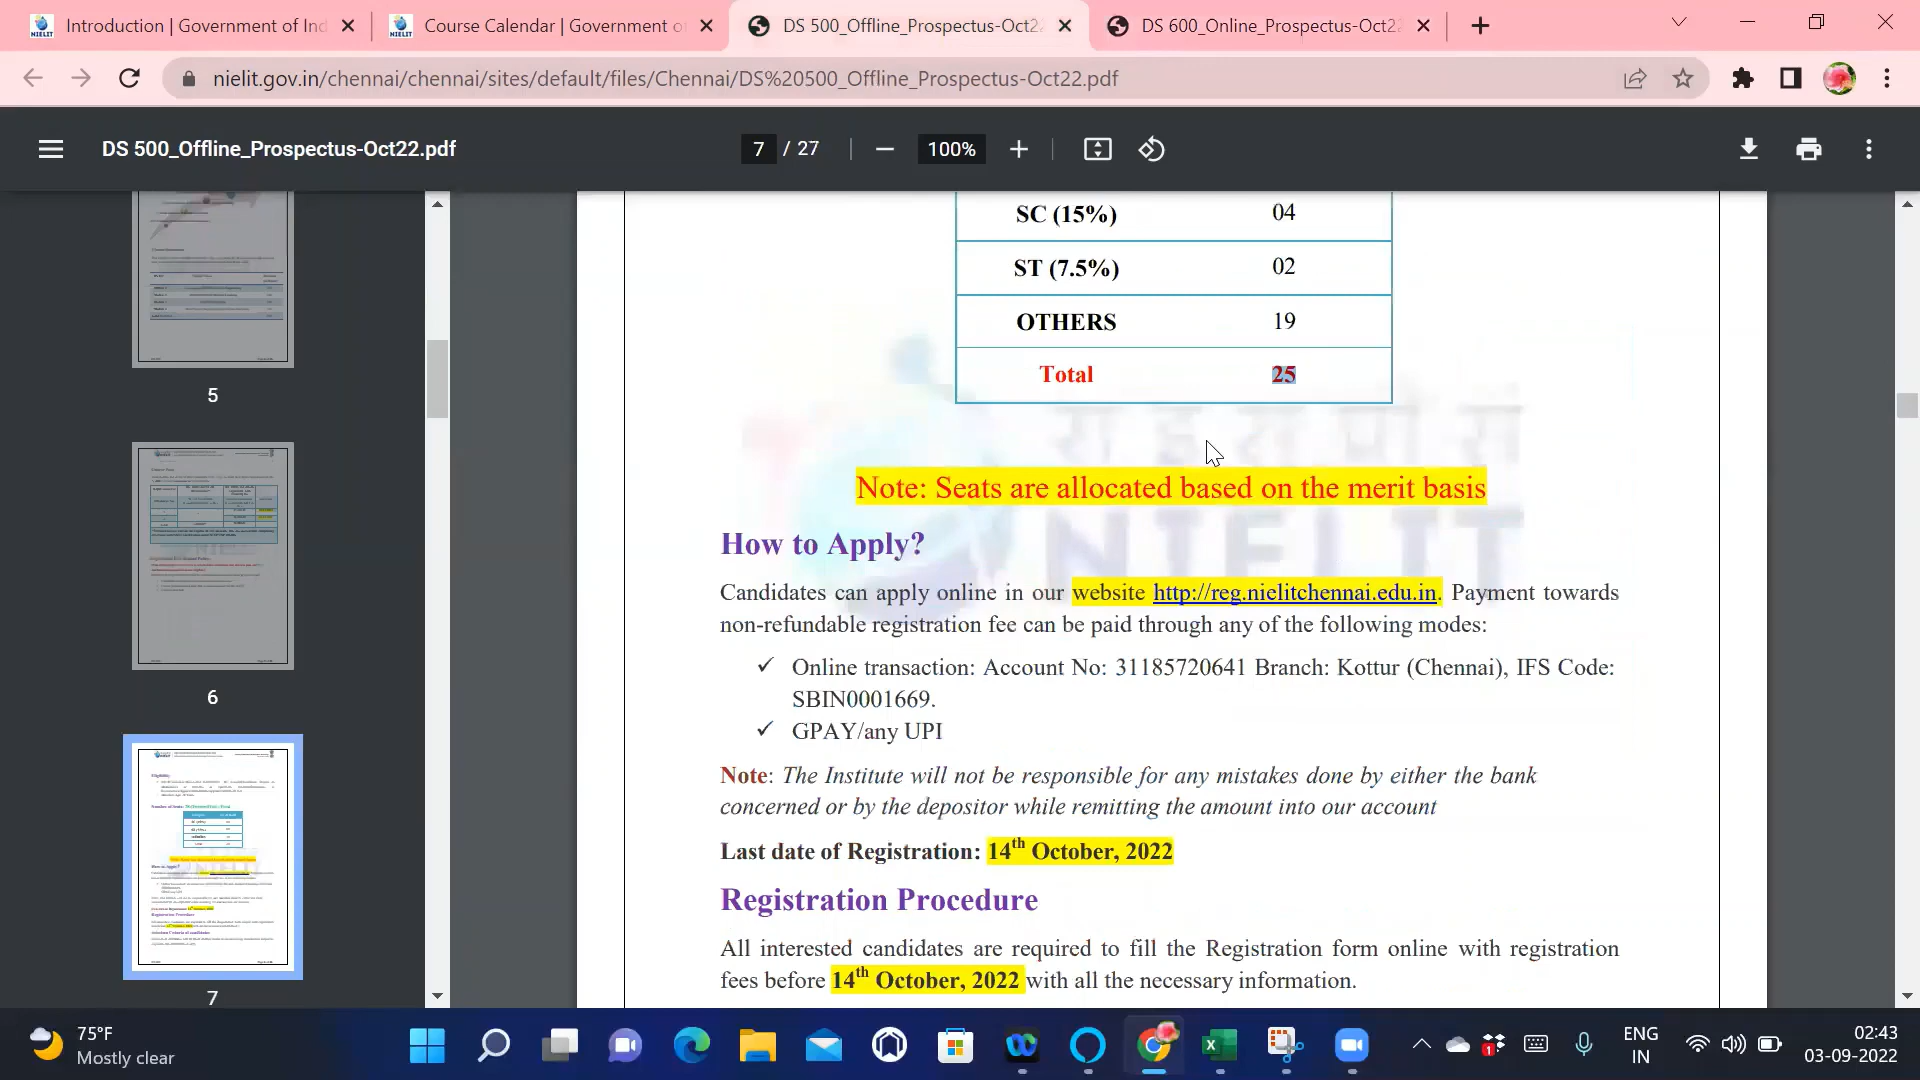 Introduction | Government of Ind
Course Calendar | Government of
DS 500_Offline_Prospectus-Oct22
DS 600_Online_Prospectus-Oct22
nielit.gov.in/chennai/chennai/sites/default/files/Chennai/DS%20500_Offline_Prospectus-Oct22.pdf
DS 500_Offline_Prospectus-Oct22.pdf
7 / 27
100%
5
6
7
SC (15%) 04
ST (7.5%) 02
OTHERS 19
Total 25
NIELIT
Note: Seats are allocated based on the merit basis
How to Apply?
Candidates can apply online in our website http://reg.nielitchennai.edu.in. Payment towards
non-refundable registration fee can be paid through any of the following modes:
✓ Online transaction: Account No: 31185720641 Branch: Kottur (Chennai), IFS Code:
SBIN0001669.
✓ GPAY/any UPI
Note: The Institute will not be responsible for any mistakes done by either the bank
concerned or by the depositor while remitting the amount into our account
Last date of Registration: 14th October, 2022
Registration Procedure
All interested candidates are required to fill the Registration form online with registration
fees before 14th October, 2022 with all the necessary information.
75°F
Mostly clear
1
ENG
IN
02:43
03-09-2022